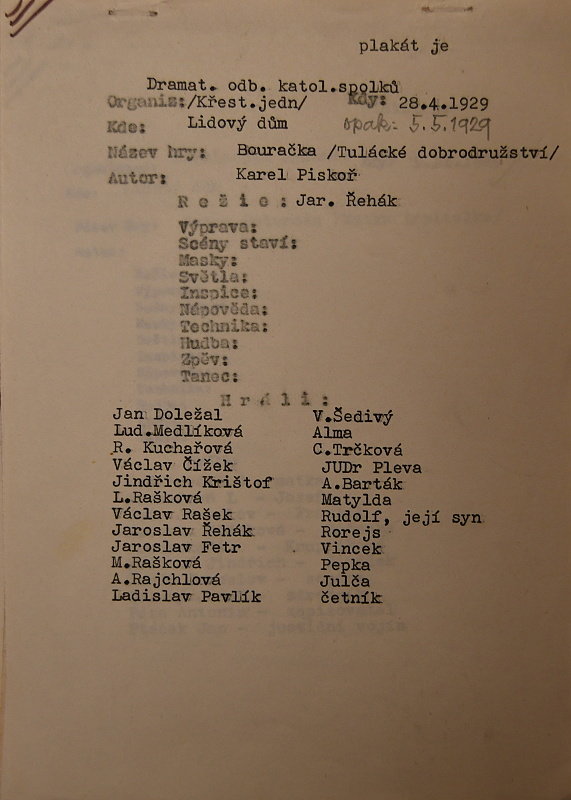 plakát je
Dramat. odb. katol.spolků
Organiz:/Křest.jedn/ Kdy: 28.4.1929
Kde: Lidový dům opak: 5.5.1929
Název hry: Bouračka /Tulácké dobrodružství/
Autor: Karel Piskoř
Režie: Jar. Řehák
Výprava:
Scény staví:
Masky:
Světla:
Inspice:
Nápověda:
Technika:
Hudba:
Zpěv:
Tanec:
Hráli:
Jan Doležal V.Šedivý
Lud.Medlíková Alma
R. Kuchařová C.Trčková
Václav Čížek JUDr Pleva
Jindřich Krištof A.Barták
L.Rašková Matylda
Václav Rašek Rudolf, její syn
Jaroslav Řehák Rorejs
Jaroslav Fetr Vincek
M.Rašková Pepka
A.Rajchlová Julča
Ladislav Pavlík četník